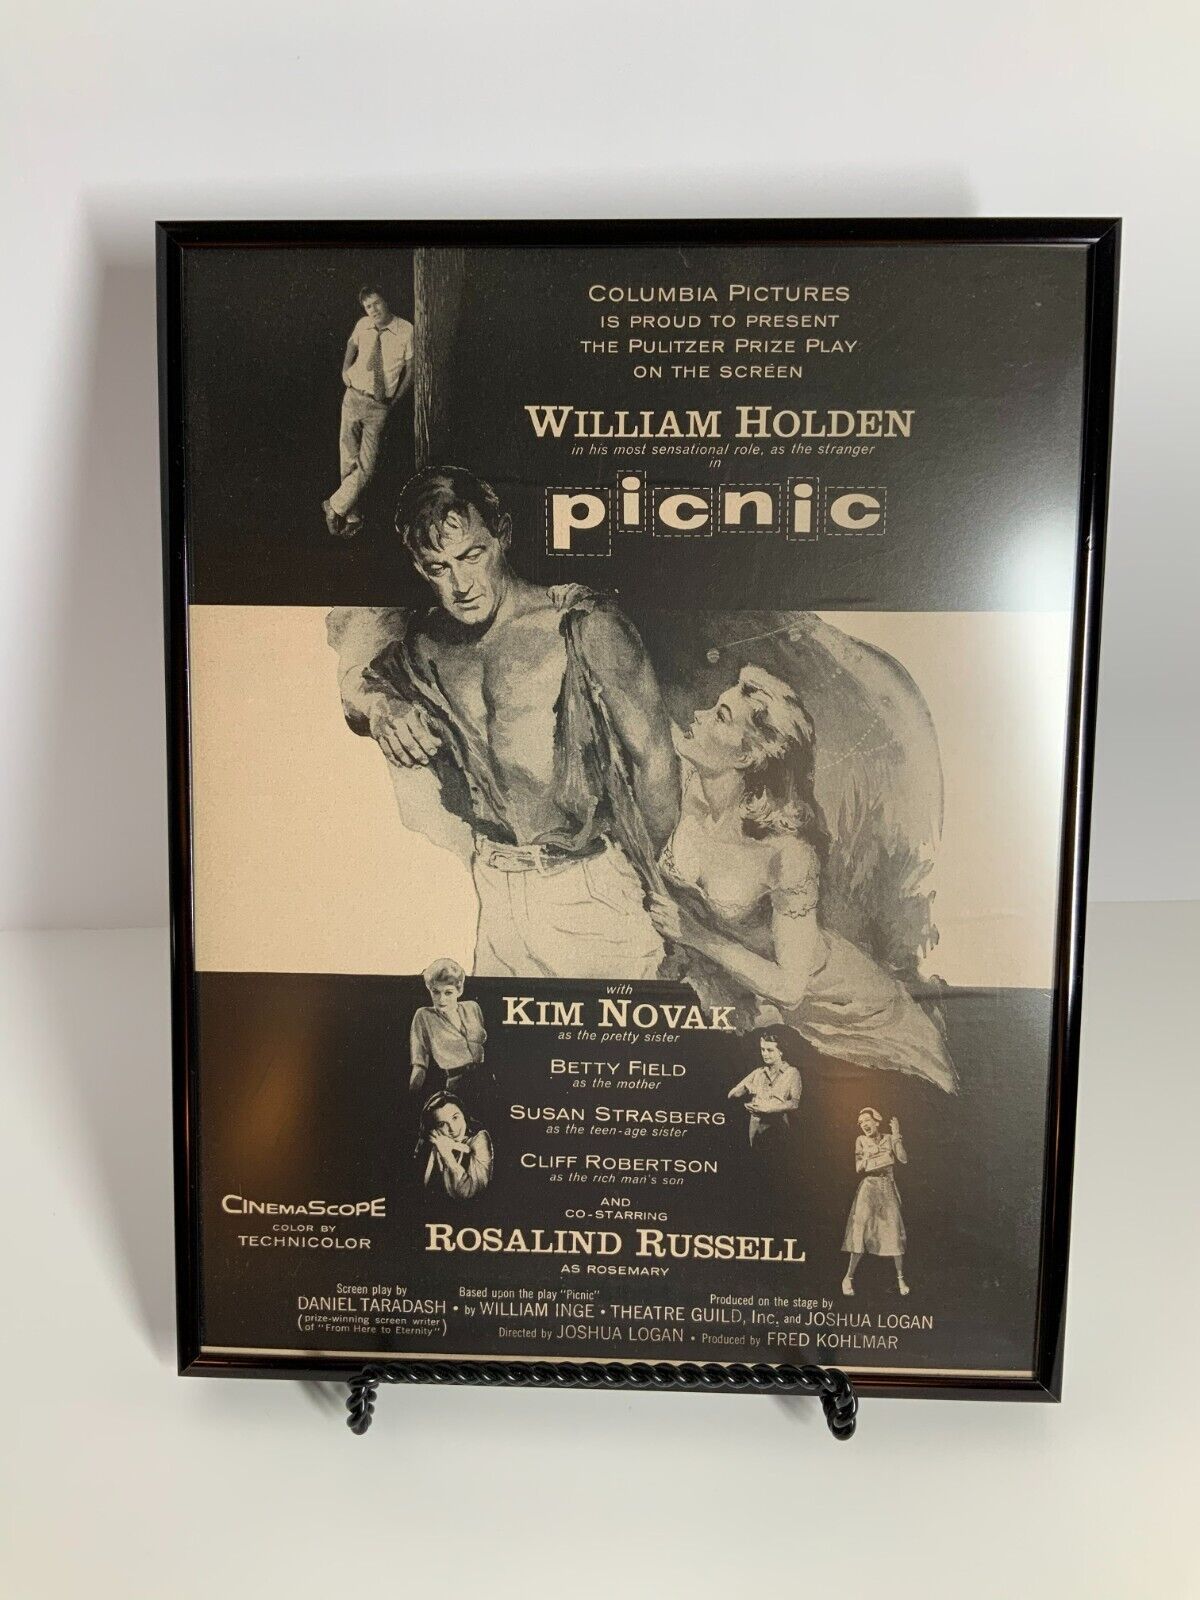 COLUMBIA PICTURES
IS PROUD TO PRESENT
THE PULITZER PRIZE PLAY
ON THE SCREEN
WILLIAM HOLDEN
in his most sensational role, as the stranger
in
picnic
with
KIM NOVAK
as the pretty sister
BETTY FIELD
as the mother
SUSAN STRASBERG
as the teen-age sister
CLIFF ROBERTSON
as the rich man's son
AND
CO-STARRING
ROSALIND RUSSELL
AS ROSEMARY
CINEMASCOPE
COLOR BY
TECHNICOLOR
Screen play by
DANIEL TARADASH
(prize-winning screen writer
of "From Here to Eternity")
Based upon the play "Picnic"
• by WILLIAM INGE •
Produced on the stage by
THEATRE GUILD, Inc. and JOSHUA LOGAN
Directed by JOSHUA LOGAN • Produced by FRED KOHLMAR